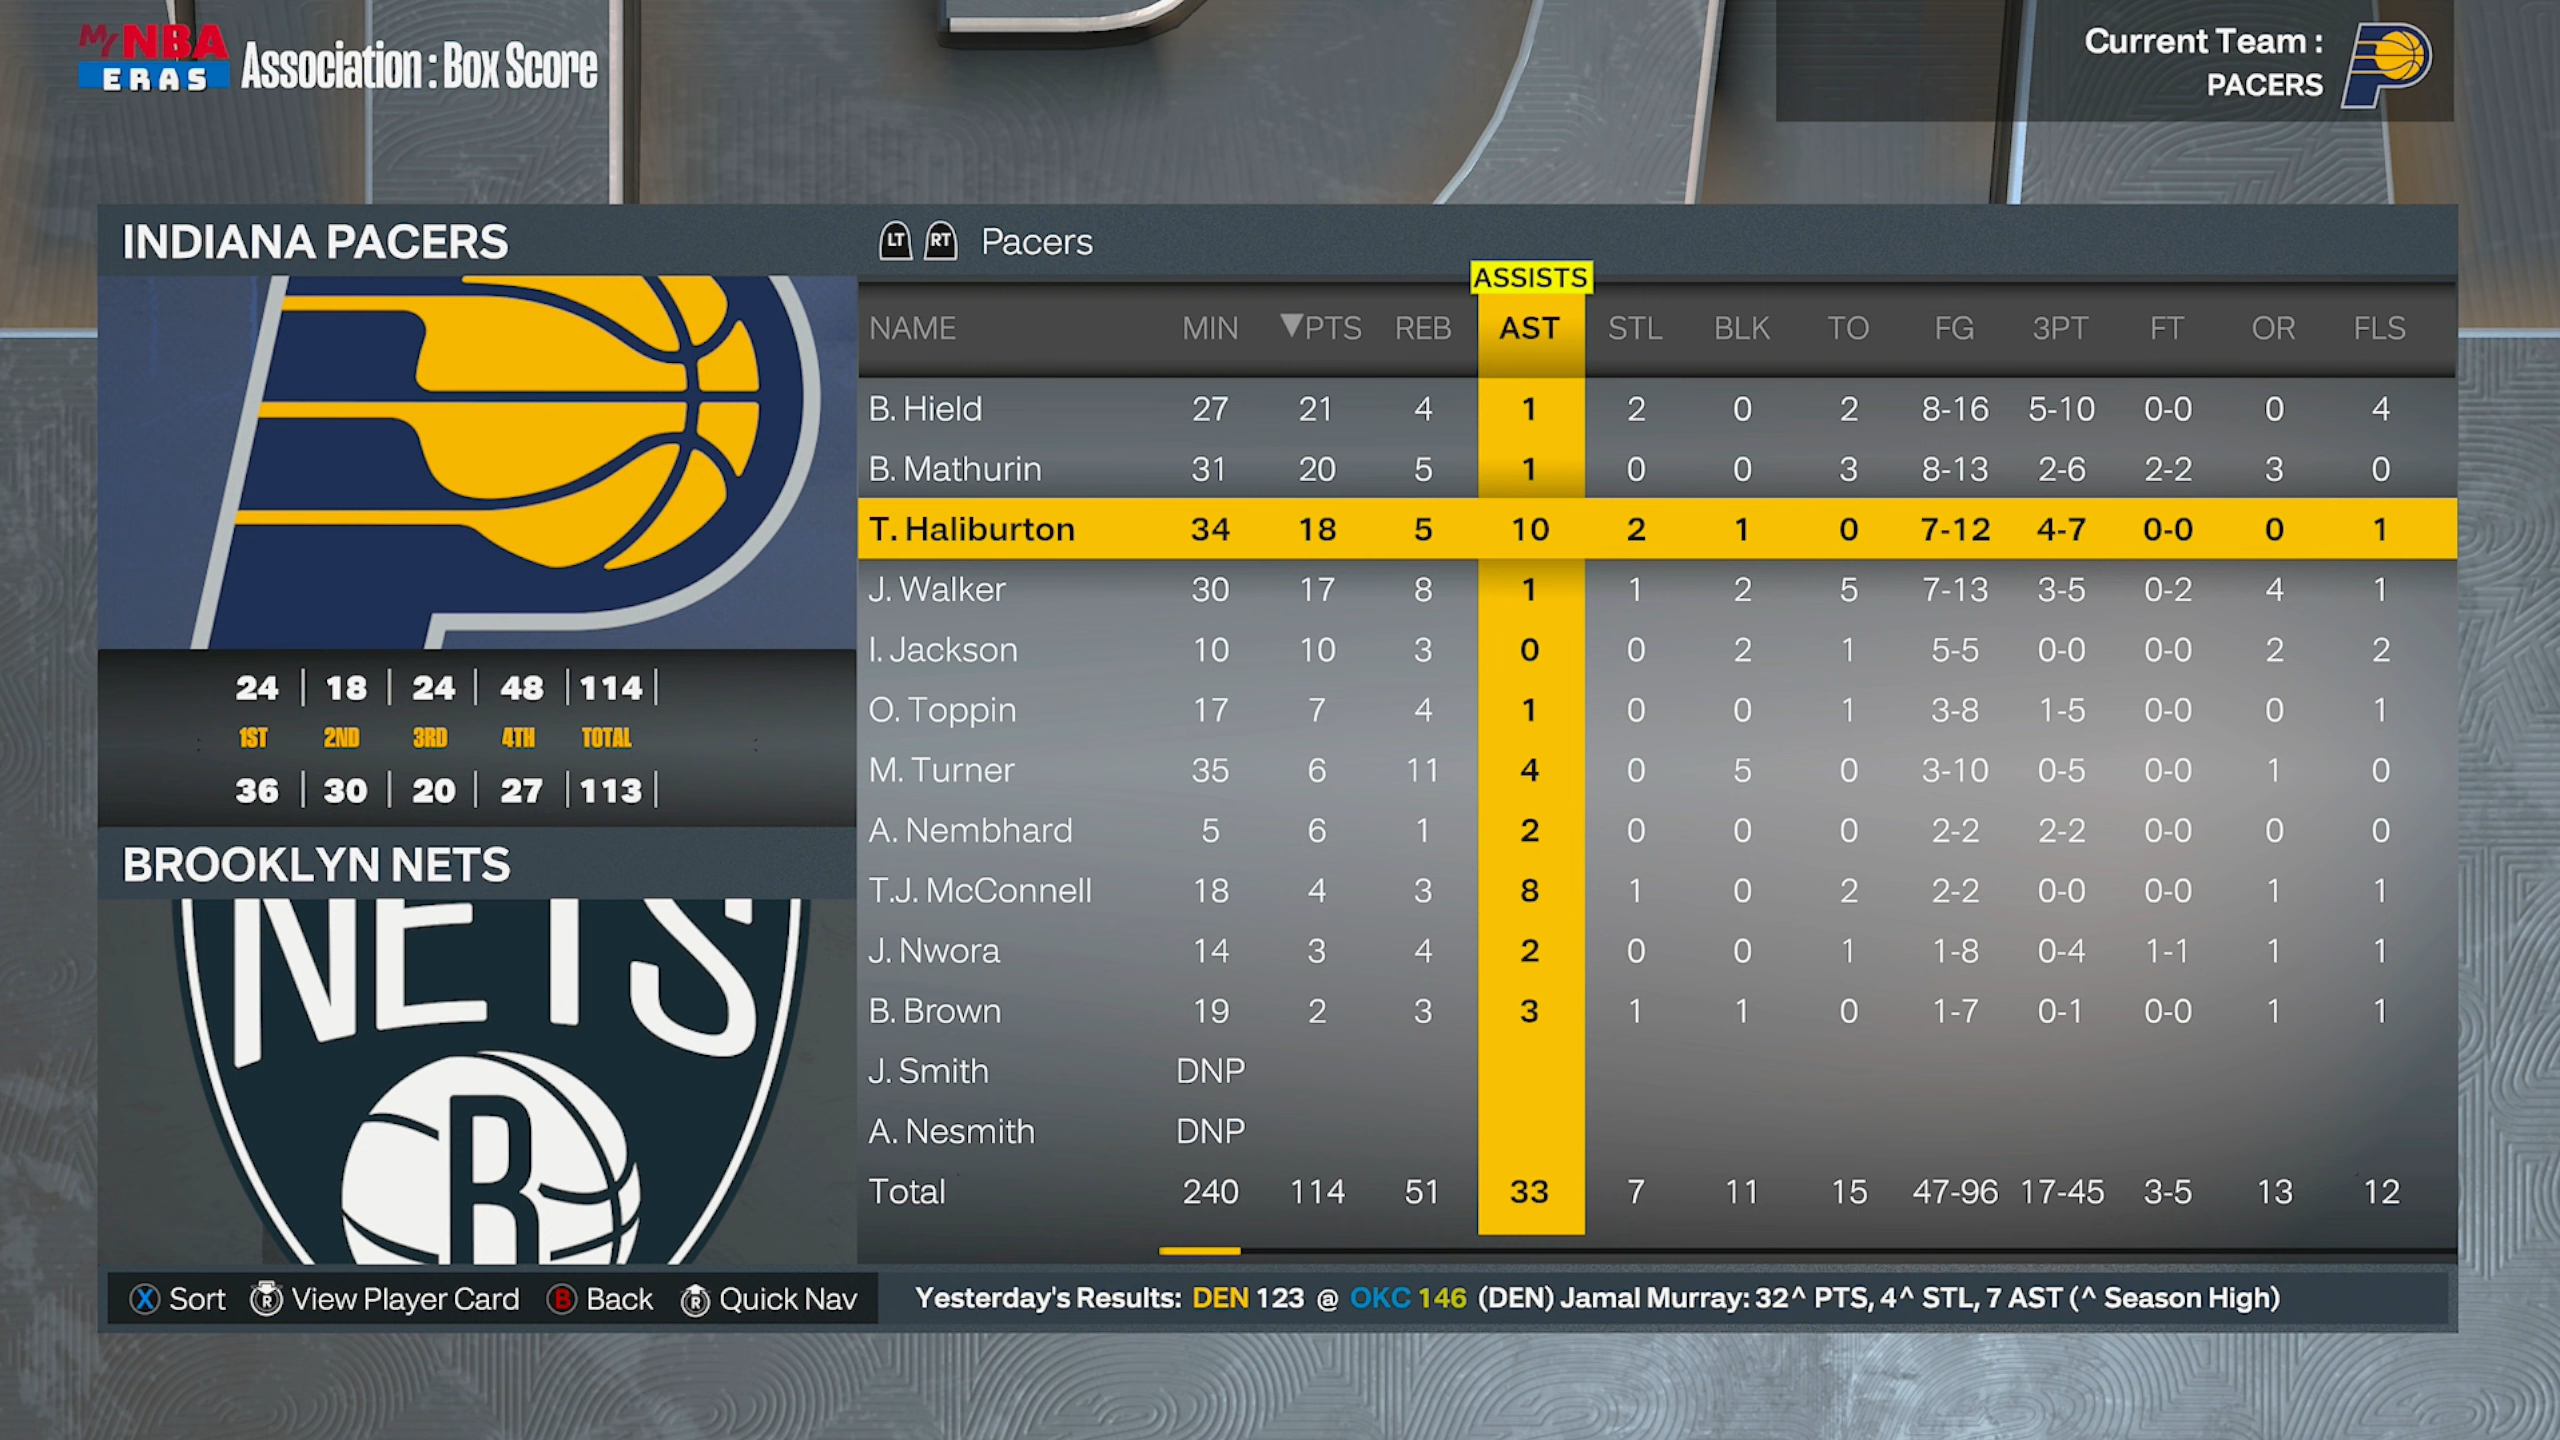 My NBA ERAS Association : Box Score
Current Team :
PACERS
INDIANA PACERS
24 | 18 | 24 | 48 | 114 |
1ST 2ND 3RD 4TH TOTAL
36 | 30 | 20 | 27 | 113 |
BROOKLYN NETS
NETS
B
LT RT Pacers
ASSISTS
NAME MIN ▼PTS REB AST STL BLK TO FG 3PT FT OR FLS
B. Hield 27 21 4 1 2 0 2 8-16 5-10 0-0 0 4
B. Mathurin 31 20 5 1 0 0 3 8-13 2-6 2-2 3 0
T. Haliburton 34 18 5 10 2 1 0 7-12 4-7 0-0 0 1
J. Walker 30 17 8 1 1 2 5 7-13 3-5 0-2 4 1
I. Jackson 10 10 3 0 0 2 1 5-5 0-0 0-0 2 2
O. Toppin 17 7 4 1 0 0 1 3-8 1-5 0-0 0 1
M. Turner 35 6 11 4 0 5 0 3-10 0-5 0-0 1 0
A. Nembhard 5 6 1 2 0 0 0 2-2 2-2 0-0 0 0
T.J. McConnell 18 4 3 8 1 0 2 2-2 0-0 0-0 1 1
J. Nwora 14 3 4 2 0 0 1 1-8 0-4 1-1 1 1
B. Brown 19 2 3 3 1 1 0 1-7 0-1 0-0 1 1
J. Smith DNP
A. Nesmith DNP
Total 240 114 51 33 7 11 15 47-96 17-45 3-5 13 12
X Sort R View Player Card B Back R Quick Nav
Yesterday's Results: DEN 123 @ OKC 146 (DEN) Jamal Murray: 32^ PTS, 4^ STL, 7 AST (^ Season High)